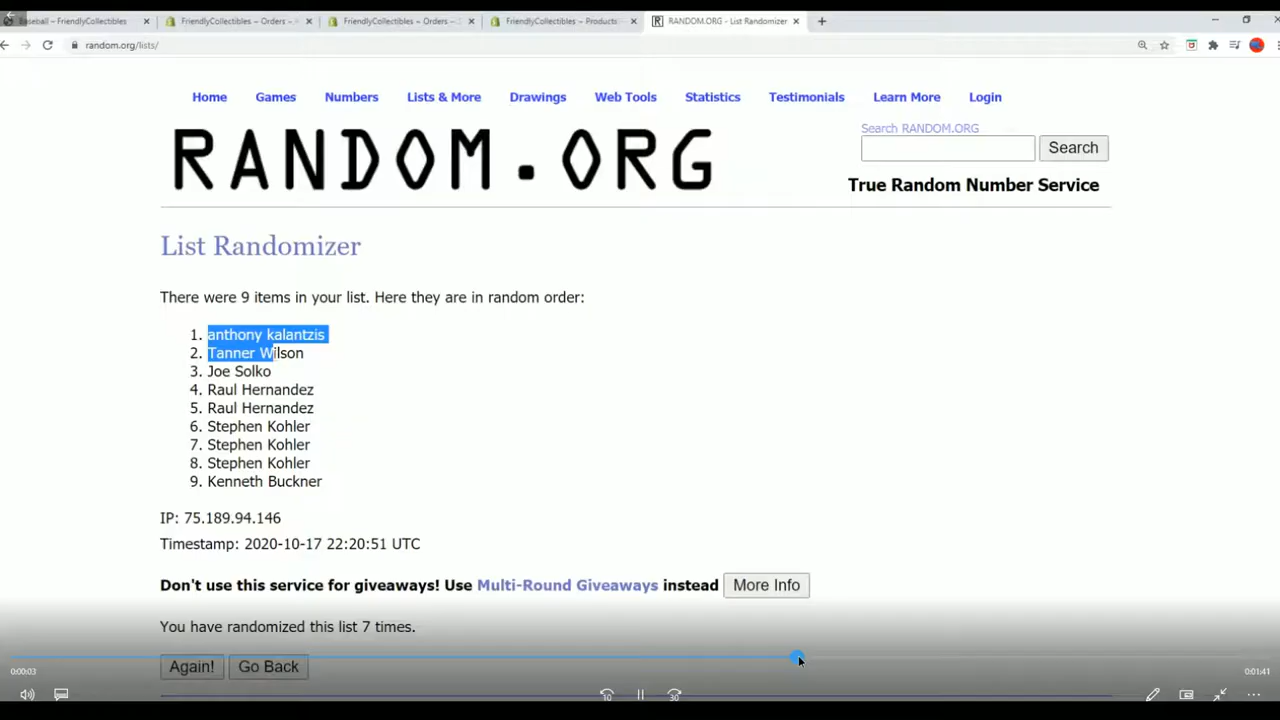 Baseball – FriendlyCollectibles
FriendlyCollectibles ~ Orders ~
FriendlyCollectibles ~ Orders ~
FriendlyCollectibles ~ Products
RANDOM.ORG - List Randomizer
random.org/lists/
Home Games Numbers Lists & More Drawings Web Tools Statistics Testimonials Learn More Login
Search RANDOM.ORG
RANDOM.ORG
Search
True Random Number Service
List Randomizer
There were 9 items in your list. Here they are in random order:
1. anthony kalantzis
2. Tanner Wilson
3. Joe Solko
4. Raul Hernandez
5. Raul Hernandez
6. Stephen Kohler
7. Stephen Kohler
8. Stephen Kohler
9. Kenneth Buckner
IP: 75.189.94.146
Timestamp: 2020-10-17 22:20:51 UTC
Don't use this service for giveaways! Use Multi-Round Giveaways instead More Info
You have randomized this list 7 times.
Again! Go Back
0:00:03
0:01:41
10
30